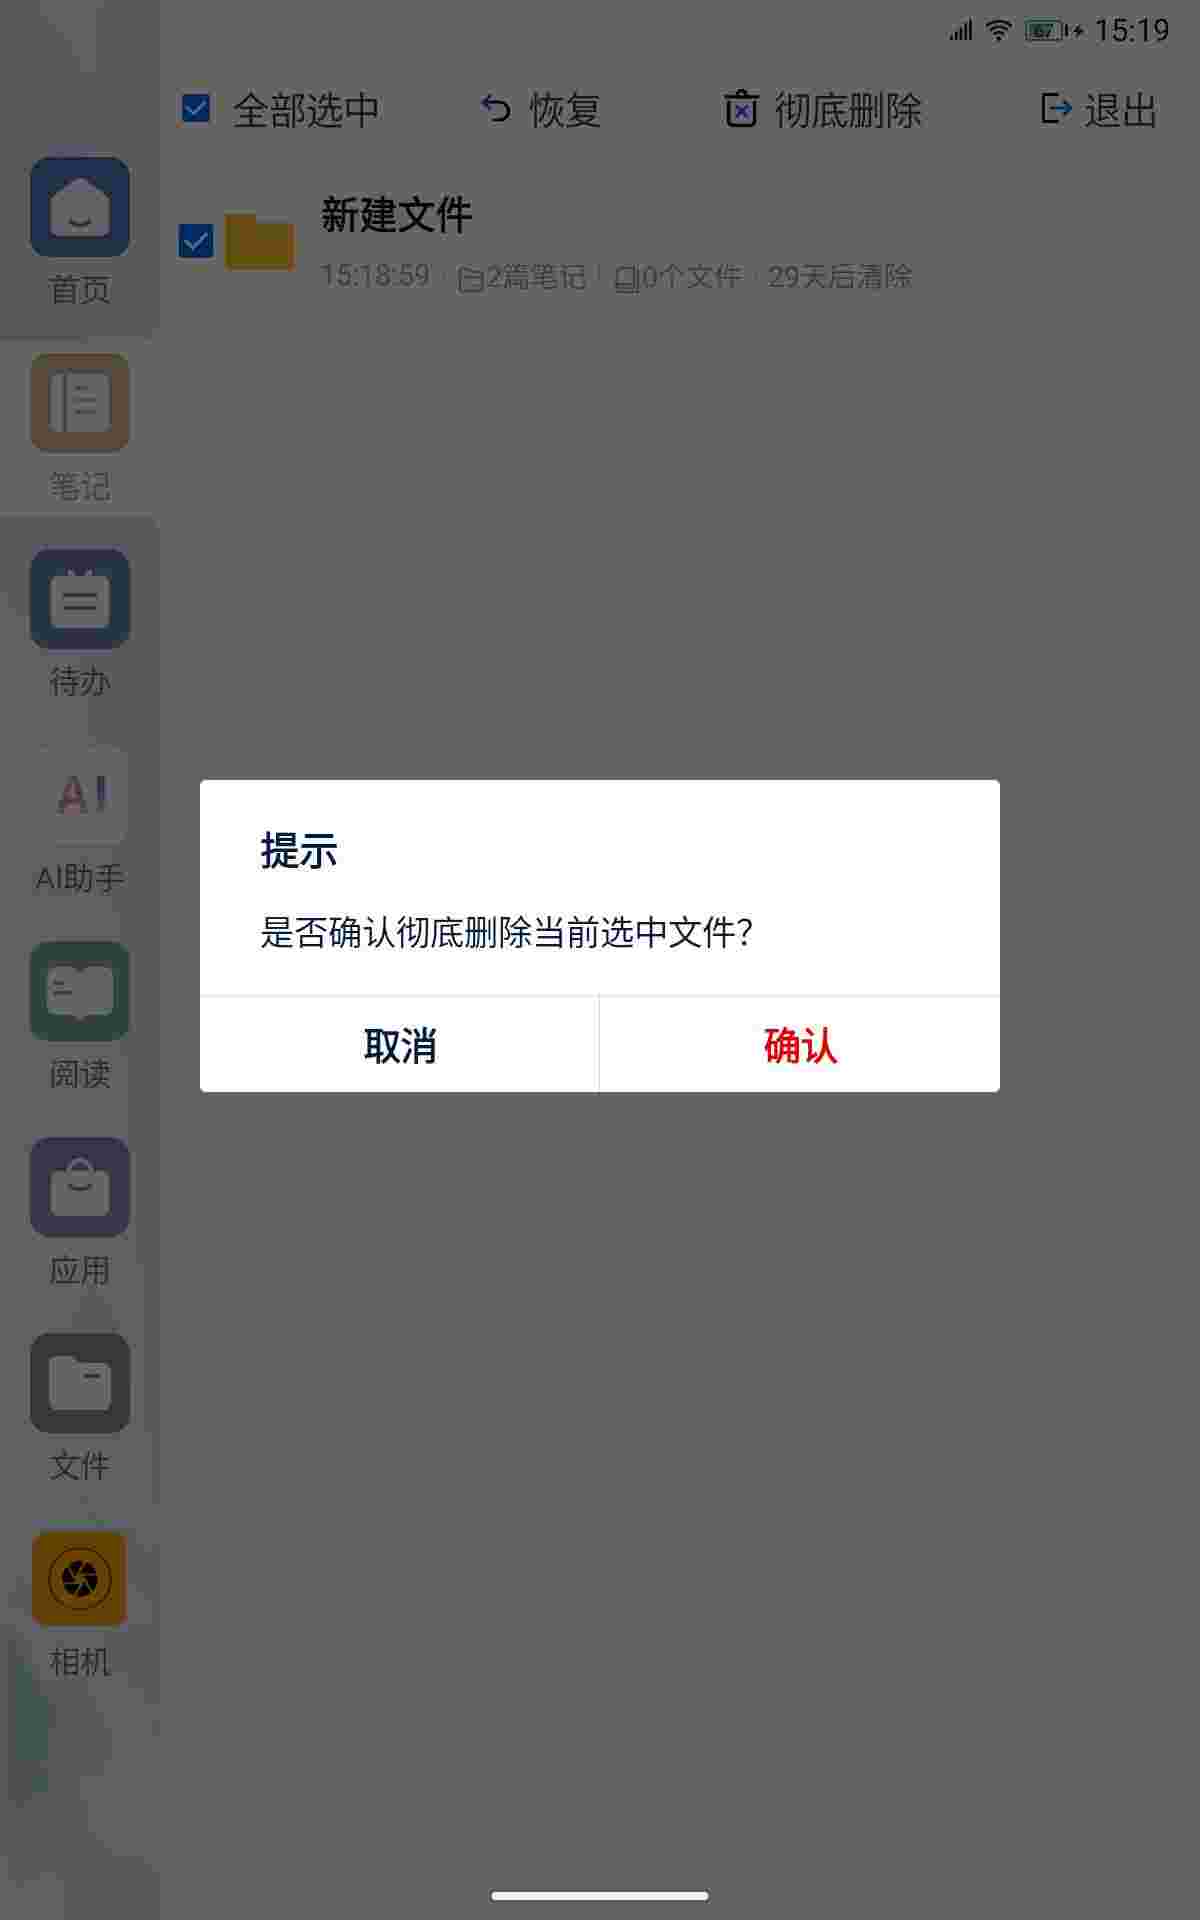 67 15:19
全部选中 恢复 彻底删除 退出
新建文件
15:18:59 · 2篇笔记 | 0个文件 · 29天后清除
首页
笔记
待办
AI
AI助手
阅读
应用
文件
相机
提示
是否确认彻底删除当前选中文件?
取消 确认